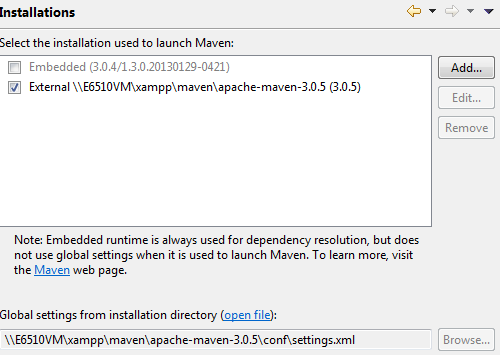 Installations
Select the installation used to launch Maven:
Embedded (3.0.4/1.3.0.20130129-0421)
Add...
External \\E6510VM\xampp\maven\apache-maven-3.0.5 (3.0.5)
Edit...
Remove
Note: Embedded runtime is always used for dependency resolution, but does
not use global settings when it is used to launch Maven. To learn more, visit
the Maven web page.
Global settings from installation directory (open file):
\\E6510VM\xampp\maven\apache-maven-3.0.5\conf\settings.xml
Browse...